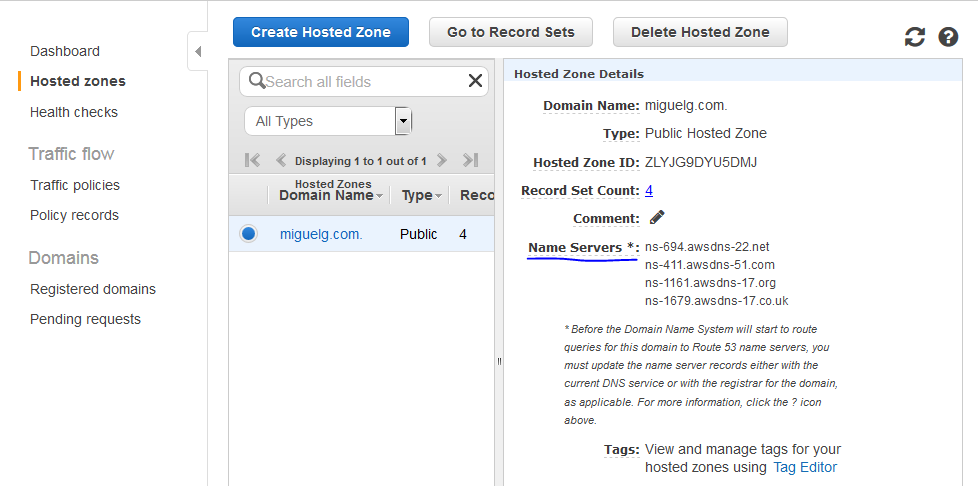 Create Hosted Zone
Go to Record Sets
Delete Hosted Zone
Dashboard
Hosted zones
Health checks
Traffic flow
Traffic policies
Policy records
Domains
Registered domains
Pending requests
Search all fields
All Types
Displaying 1 to 1 out of 1
Hosted Zones
Domain Name Type Reco
miguelg.com. Public 4
Hosted Zone Details
Domain Name: miguelg.com.
Type: Public Hosted Zone
Hosted Zone ID: ZLYJG9DYU5DMJ
Record Set Count: 4
Comment:
Name Servers *: ns-694.awsdns-22.net
ns-411.awsdns-51.com
ns-1161.awsdns-17.org
ns-1679.awsdns-17.co.uk
* Before the Domain Name System will start to route
queries for this domain to Route 53 name servers, you
must update the name server records either with the
current DNS service or with the registrar for the domain,
as applicable. For more information, click the ? icon
above.
Tags: View and manage tags for your
hosted zones using Tag Editor